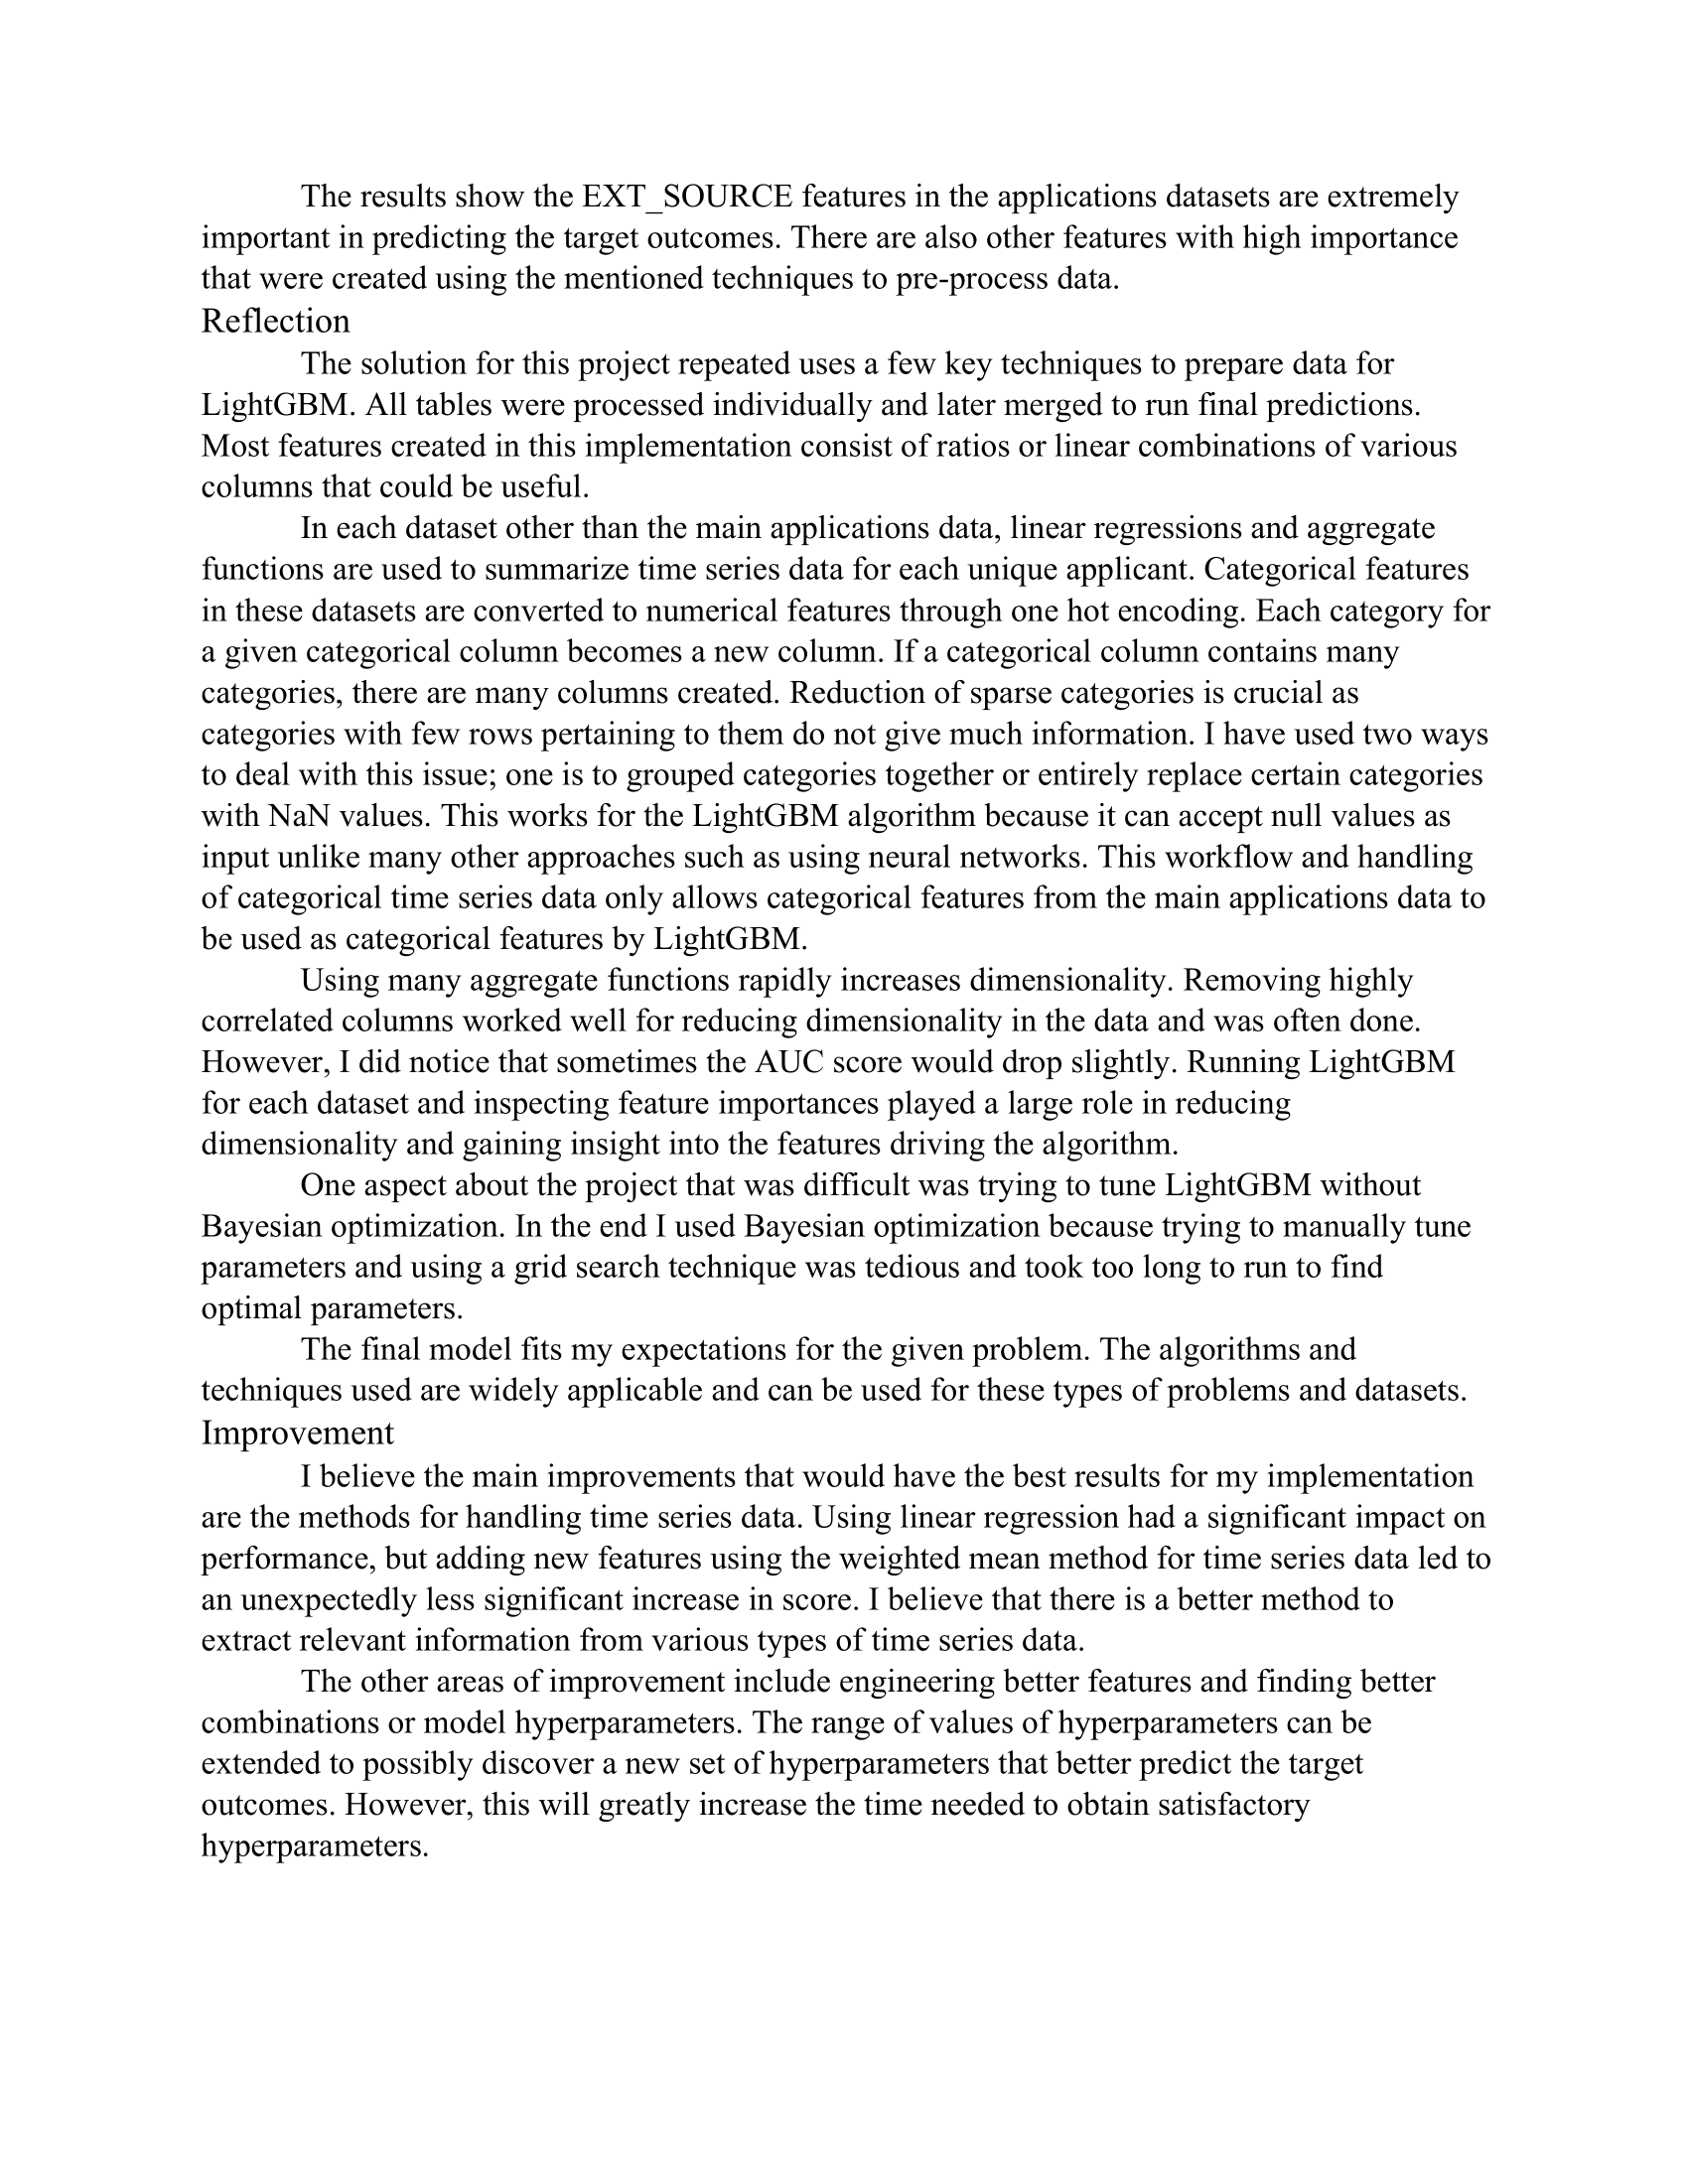 The results show the EXT_SOURCE features in the applications datasets are extremely
important in predicting the target outcomes. There are also other features with high importance
that were created using the mentioned techniques to pre-process data.
Reflection
The solution for this project repeated uses a few key techniques to prepare data for
LightGBM. All tables were processed individually and later merged to run final predictions.
Most features created in this implementation consist of ratios or linear combinations of various
columns that could be useful.
In each dataset other than the main applications data, linear regressions and aggregate
functions are used to summarize time series data for each unique applicant. Categorical features
in these datasets are converted to numerical features through one hot encoding. Each category for
a given categorical column becomes a new column. If a categorical column contains many
categories, there are many columns created. Reduction of sparse categories is crucial as
categories with few rows pertaining to them do not give much information. I have used two ways
to deal with this issue; one is to grouped categories together or entirely replace certain categories
with NaN values. This works for the LightGBM algorithm because it can accept null values as
input unlike many other approaches such as using neural networks. This workflow and handling
of categorical time series data only allows categorical features from the main applications data to
be used as categorical features by LightGBM.
Using many aggregate functions rapidly increases dimensionality. Removing highly
correlated columns worked well for reducing dimensionality in the data and was often done.
However, I did notice that sometimes the AUC score would drop slightly. Running LightGBM
for each dataset and inspecting feature importances played a large role in reducing
dimensionality and gaining insight into the features driving the algorithm.
One aspect about the project that was difficult was trying to tune LightGBM without
Bayesian optimization. In the end I used Bayesian optimization because trying to manually tune
parameters and using a grid search technique was tedious and took too long to run to find
optimal parameters.
The final model fits my expectations for the given problem. The algorithms and
techniques used are widely applicable and can be used for these types of problems and datasets.
Improvement
I believe the main improvements that would have the best results for my implementation
are the methods for handling time series data. Using linear regression had a significant impact on
performance, but adding new features using the weighted mean method for time series data led to
an unexpectedly less significant increase in score. I believe that there is a better method to
extract relevant information from various types of time series data.
The other areas of improvement include engineering better features and finding better
combinations or model hyperparameters. The range of values of hyperparameters can be
extended to possibly discover a new set of hyperparameters that better predict the target
outcomes. However, this will greatly increase the time needed to obtain satisfactory
hyperparameters.